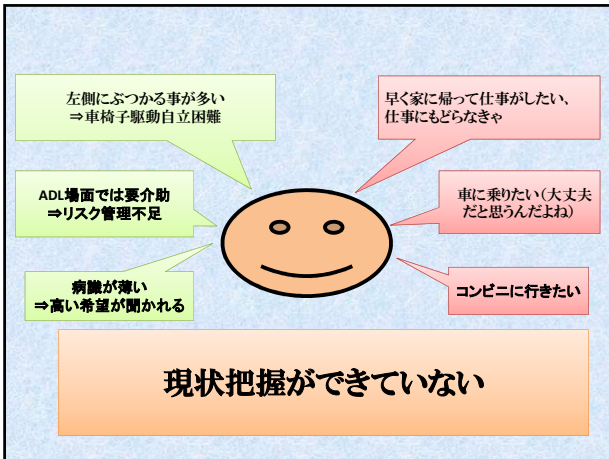 左側にぶつかる事が多い
⇒車椅子駆動自立困難
早く家に帰って仕事がしたい、
仕事にもどらなきゃ
ADL場面では要介助
⇒リスク管理不足
車に乗りたい(大丈夫
だと思うんだよね)
病識が薄い
⇒高い希望が聞かれる
コンビニに行きたい
現状把握ができていない